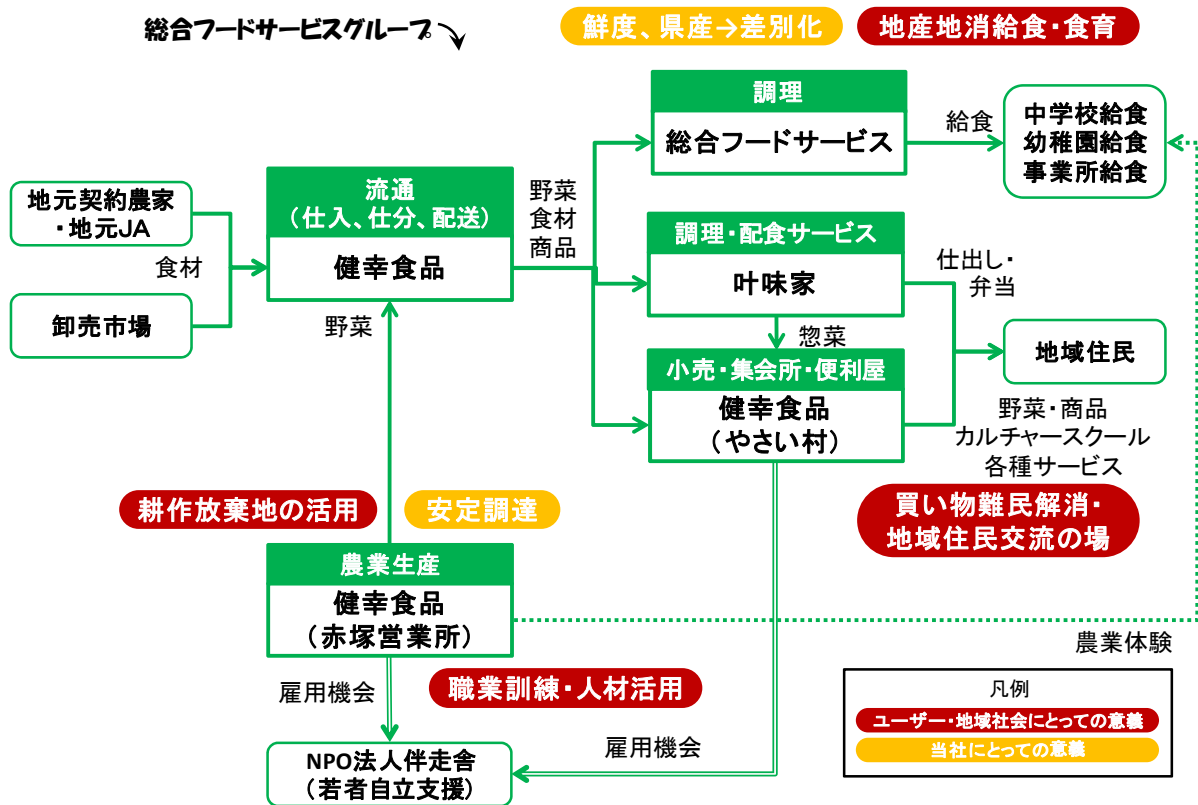 総合フードサービスグループ
鮮度、県産→差別化
地産地消給食・食育
調理
総合フードサービス
給食
中学校給食
幼稚園給食
事業所給食
地元契約農家
・地元JA
食材
卸売市場
流通
（仕入、仕分、配送）
健幸食品
野菜
食材
商品
野菜
調理・配食サービス
叶味家
仕出し・
弁当
惣菜
小売・集会所・便利屋
健幸食品
（やさい村）
地域住民
野菜・商品
カルチャースクール
各種サービス
買い物難民解消・
地域住民交流の場
耕作放棄地の活用
安定調達
農業生産
健幸食品
（赤塚営業所）
農業体験
雇用機会
職業訓練・人材活用
雇用機会
NPO法人伴走舎
（若者自立支援）
凡例
ユーザー・地域社会にとっての意義
当社にとっての意義